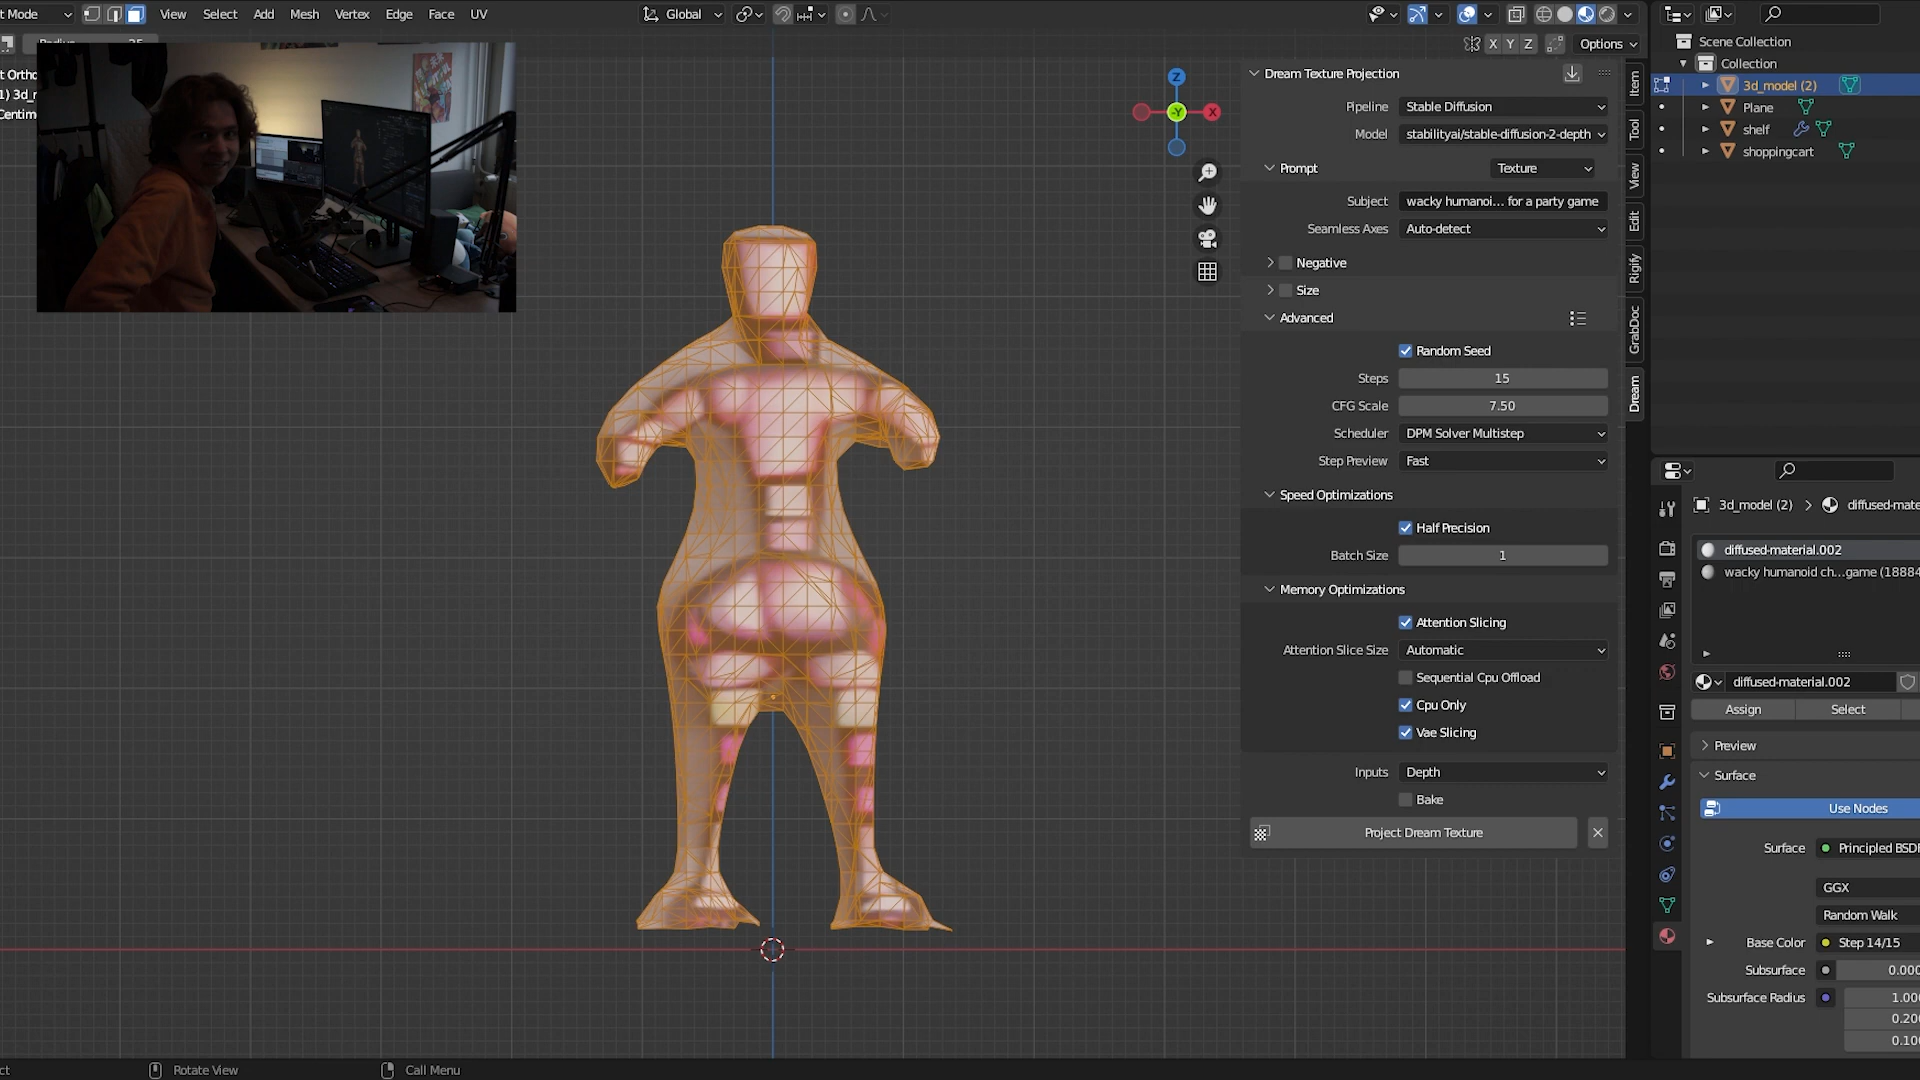 t Mode
View
Select
Add
Mesh
Vertex
Edge
Face
UV
Global
X Y Z
Options
t Ortho
1) 3d_r
Centim
Z
X
-Y
Dream Texture Projection
Pipeline
Stable Diffusion
Model
stabilityai/stable-diffusion-2-depth
Prompt
Texture
Subject
wacky humanoi... for a party game
Seamless Axes
Auto-detect
Negative
Size
Advanced
Random Seed
Steps
15
CFG Scale
7.50
Scheduler
DPM Solver Multistep
Step Preview
Fast
Speed Optimizations
Half Precision
Batch Size
1
Memory Optimizations
Attention Slicing
Attention Slice Size
Automatic
Sequential Cpu Offload
Cpu Only
Vae Slicing
Inputs
Depth
Bake
Project Dream Texture
Item
Tool
View
Edit
Rigify
GrabDoc
Dream
Scene Collection
Collection
3d_model (2)
Plane
shelf
shoppingcart
3d_model (2)
diffused-mate
diffused-material.002
wacky humanoid ch...game (18884
diffused-material.002
Assign
Select
Preview
Surface
Use Nodes
Surface
Principled BSDF
GGX
Random Walk
Base Color
Step 14/15
Subsurface
0.000
Subsurface Radius
1.000
0.200
0.100
ct
Rotate View
Call Menu